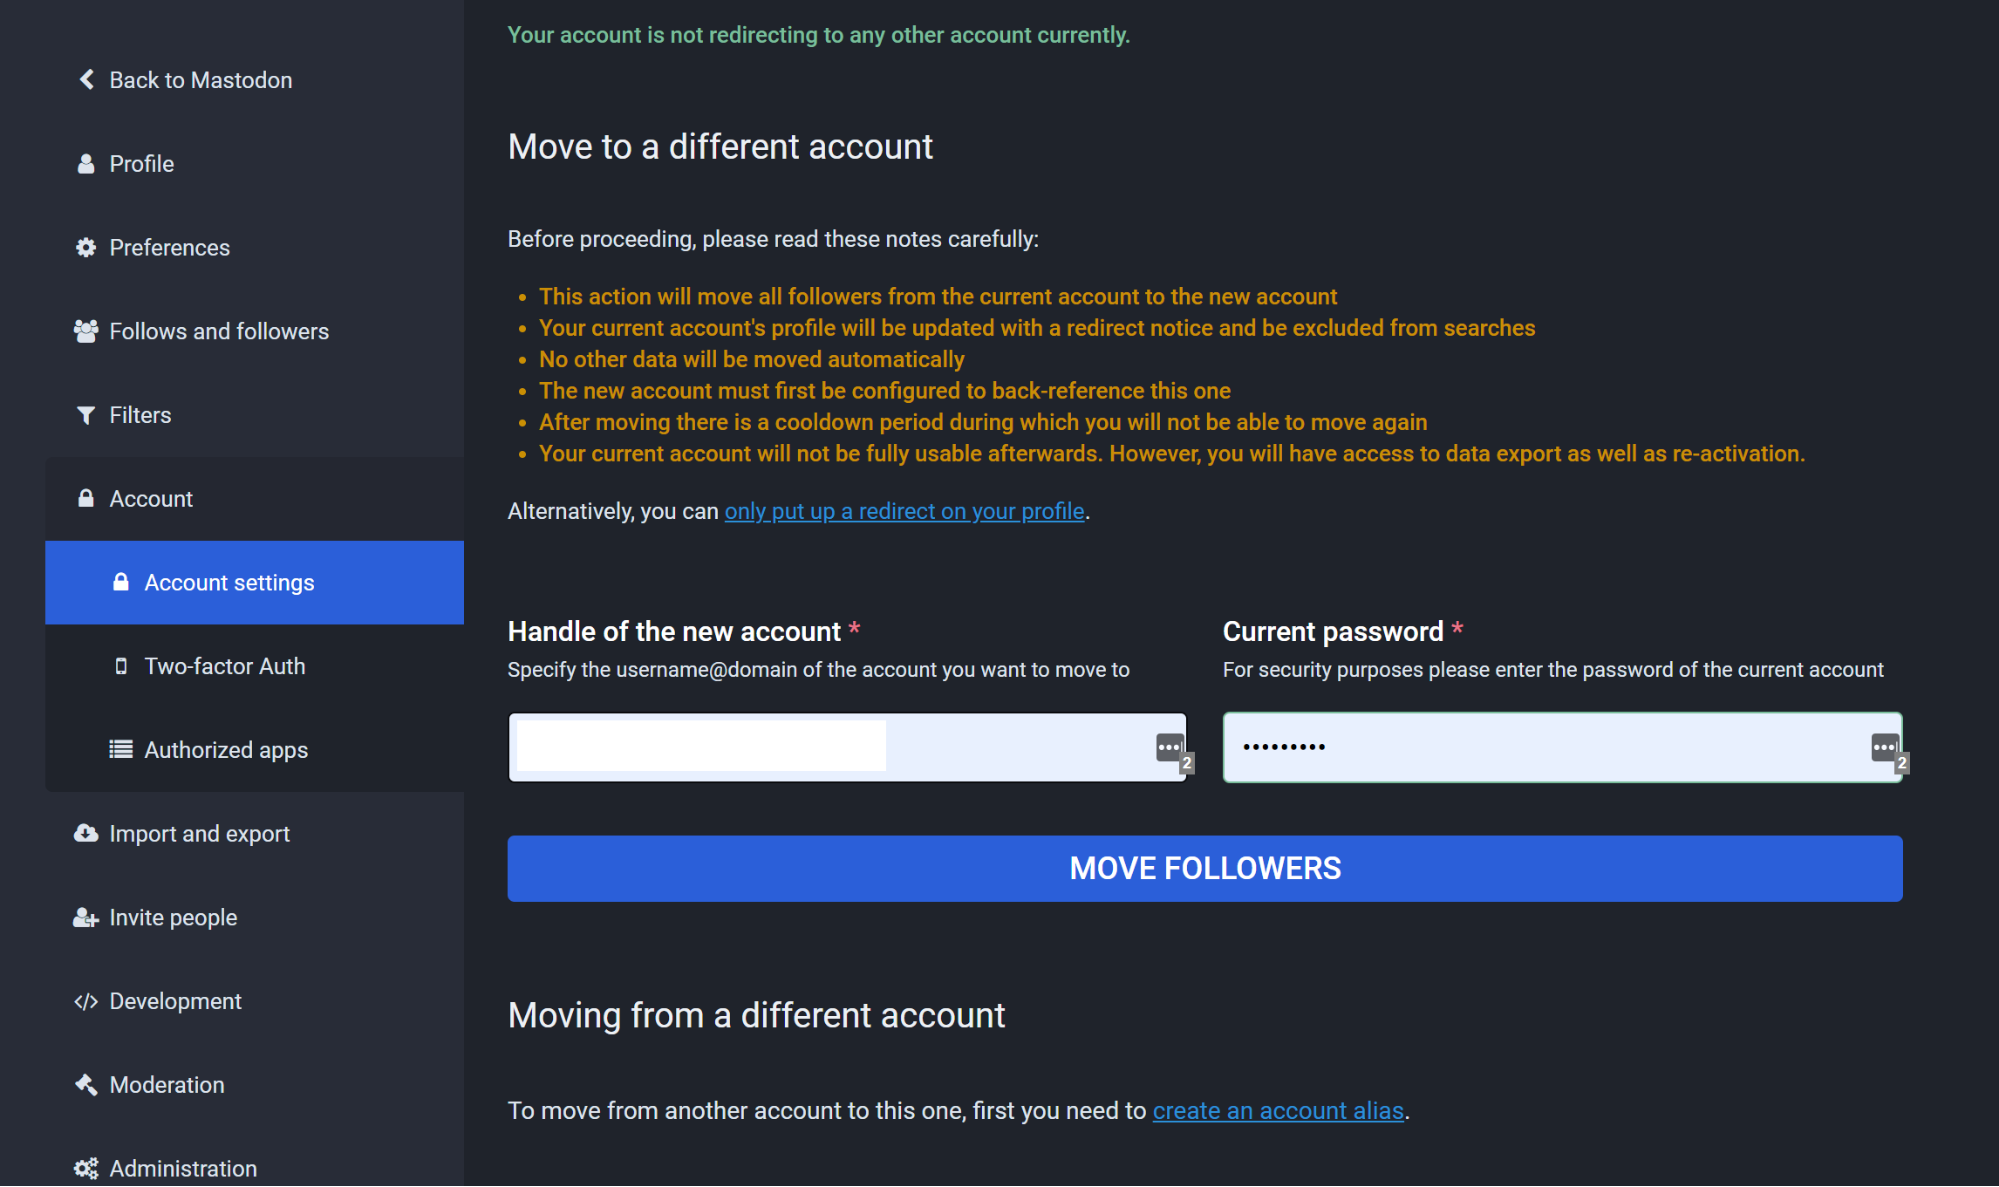 Back to Mastodon
Profile
Preferences
Follows and followers
Filters
Account
Account settings
Two-factor Auth
Authorized apps
Import and export
Invite people
Development
Moderation
Administration
Your account is not redirecting to any other account currently.
Move to a different account
Before proceeding, please read these notes carefully:
• This action will move all followers from the current account to the new account
• Your current account's profile will be updated with a redirect notice and be excluded from searches
• No other data will be moved automatically
• The new account must first be configured to back-reference this one
• After moving there is a cooldown period during which you will not be able to move again
• Your current account will not be fully usable afterwards. However, you will have access to data export as well as re-activation.
Alternatively, you can only put up a redirect on your profile.
Handle of the new account *
Specify the username@domain of the account you want to move to
2
Current password *
For security purposes please enter the password of the current account
•••••••••
2
MOVE FOLLOWERS
Moving from a different account
To move from another account to this one, first you need to create an account alias.